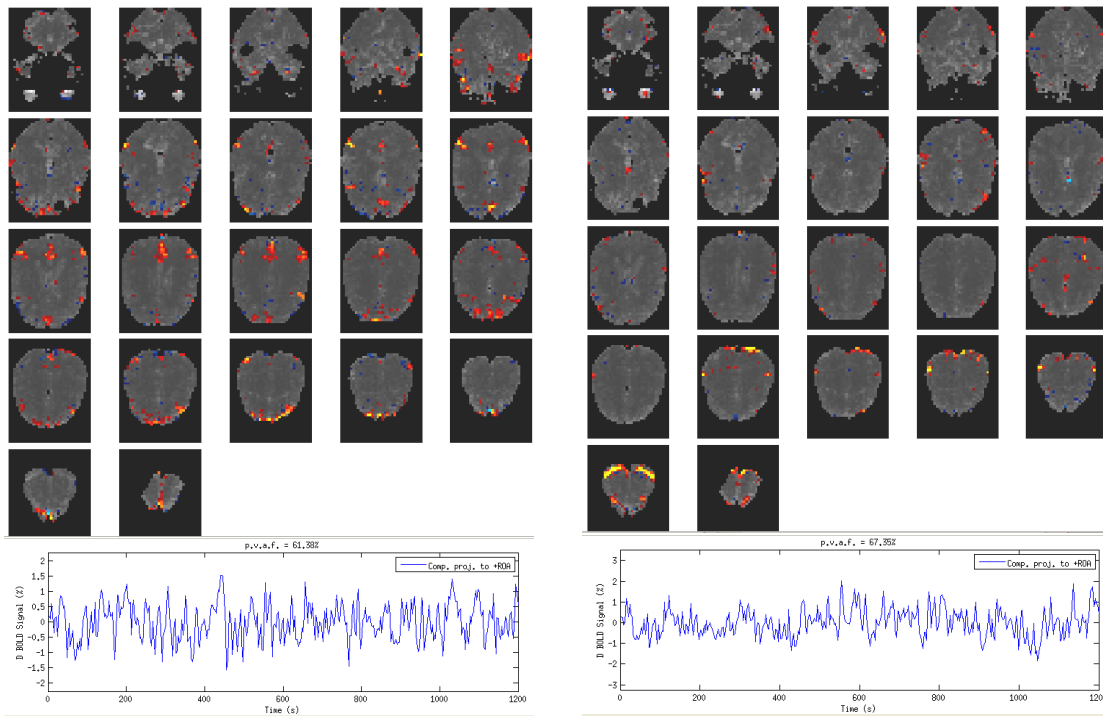 p.v.a.f. = 61.38%
Comp. proj. to +ROA
D BOLD Signal (%)
2
1.5
1
0.5
0
-0.5
-1
-1.5
-2
0 200 400 600 800 1000 1200
Time (s)
p.v.a.f. = 67.35%
Comp. proj. to +ROA
D BOLD Signal (%)
3
2
1
0
-1
-2
-3
0 200 400 600 800 1000 1200
Time (s)